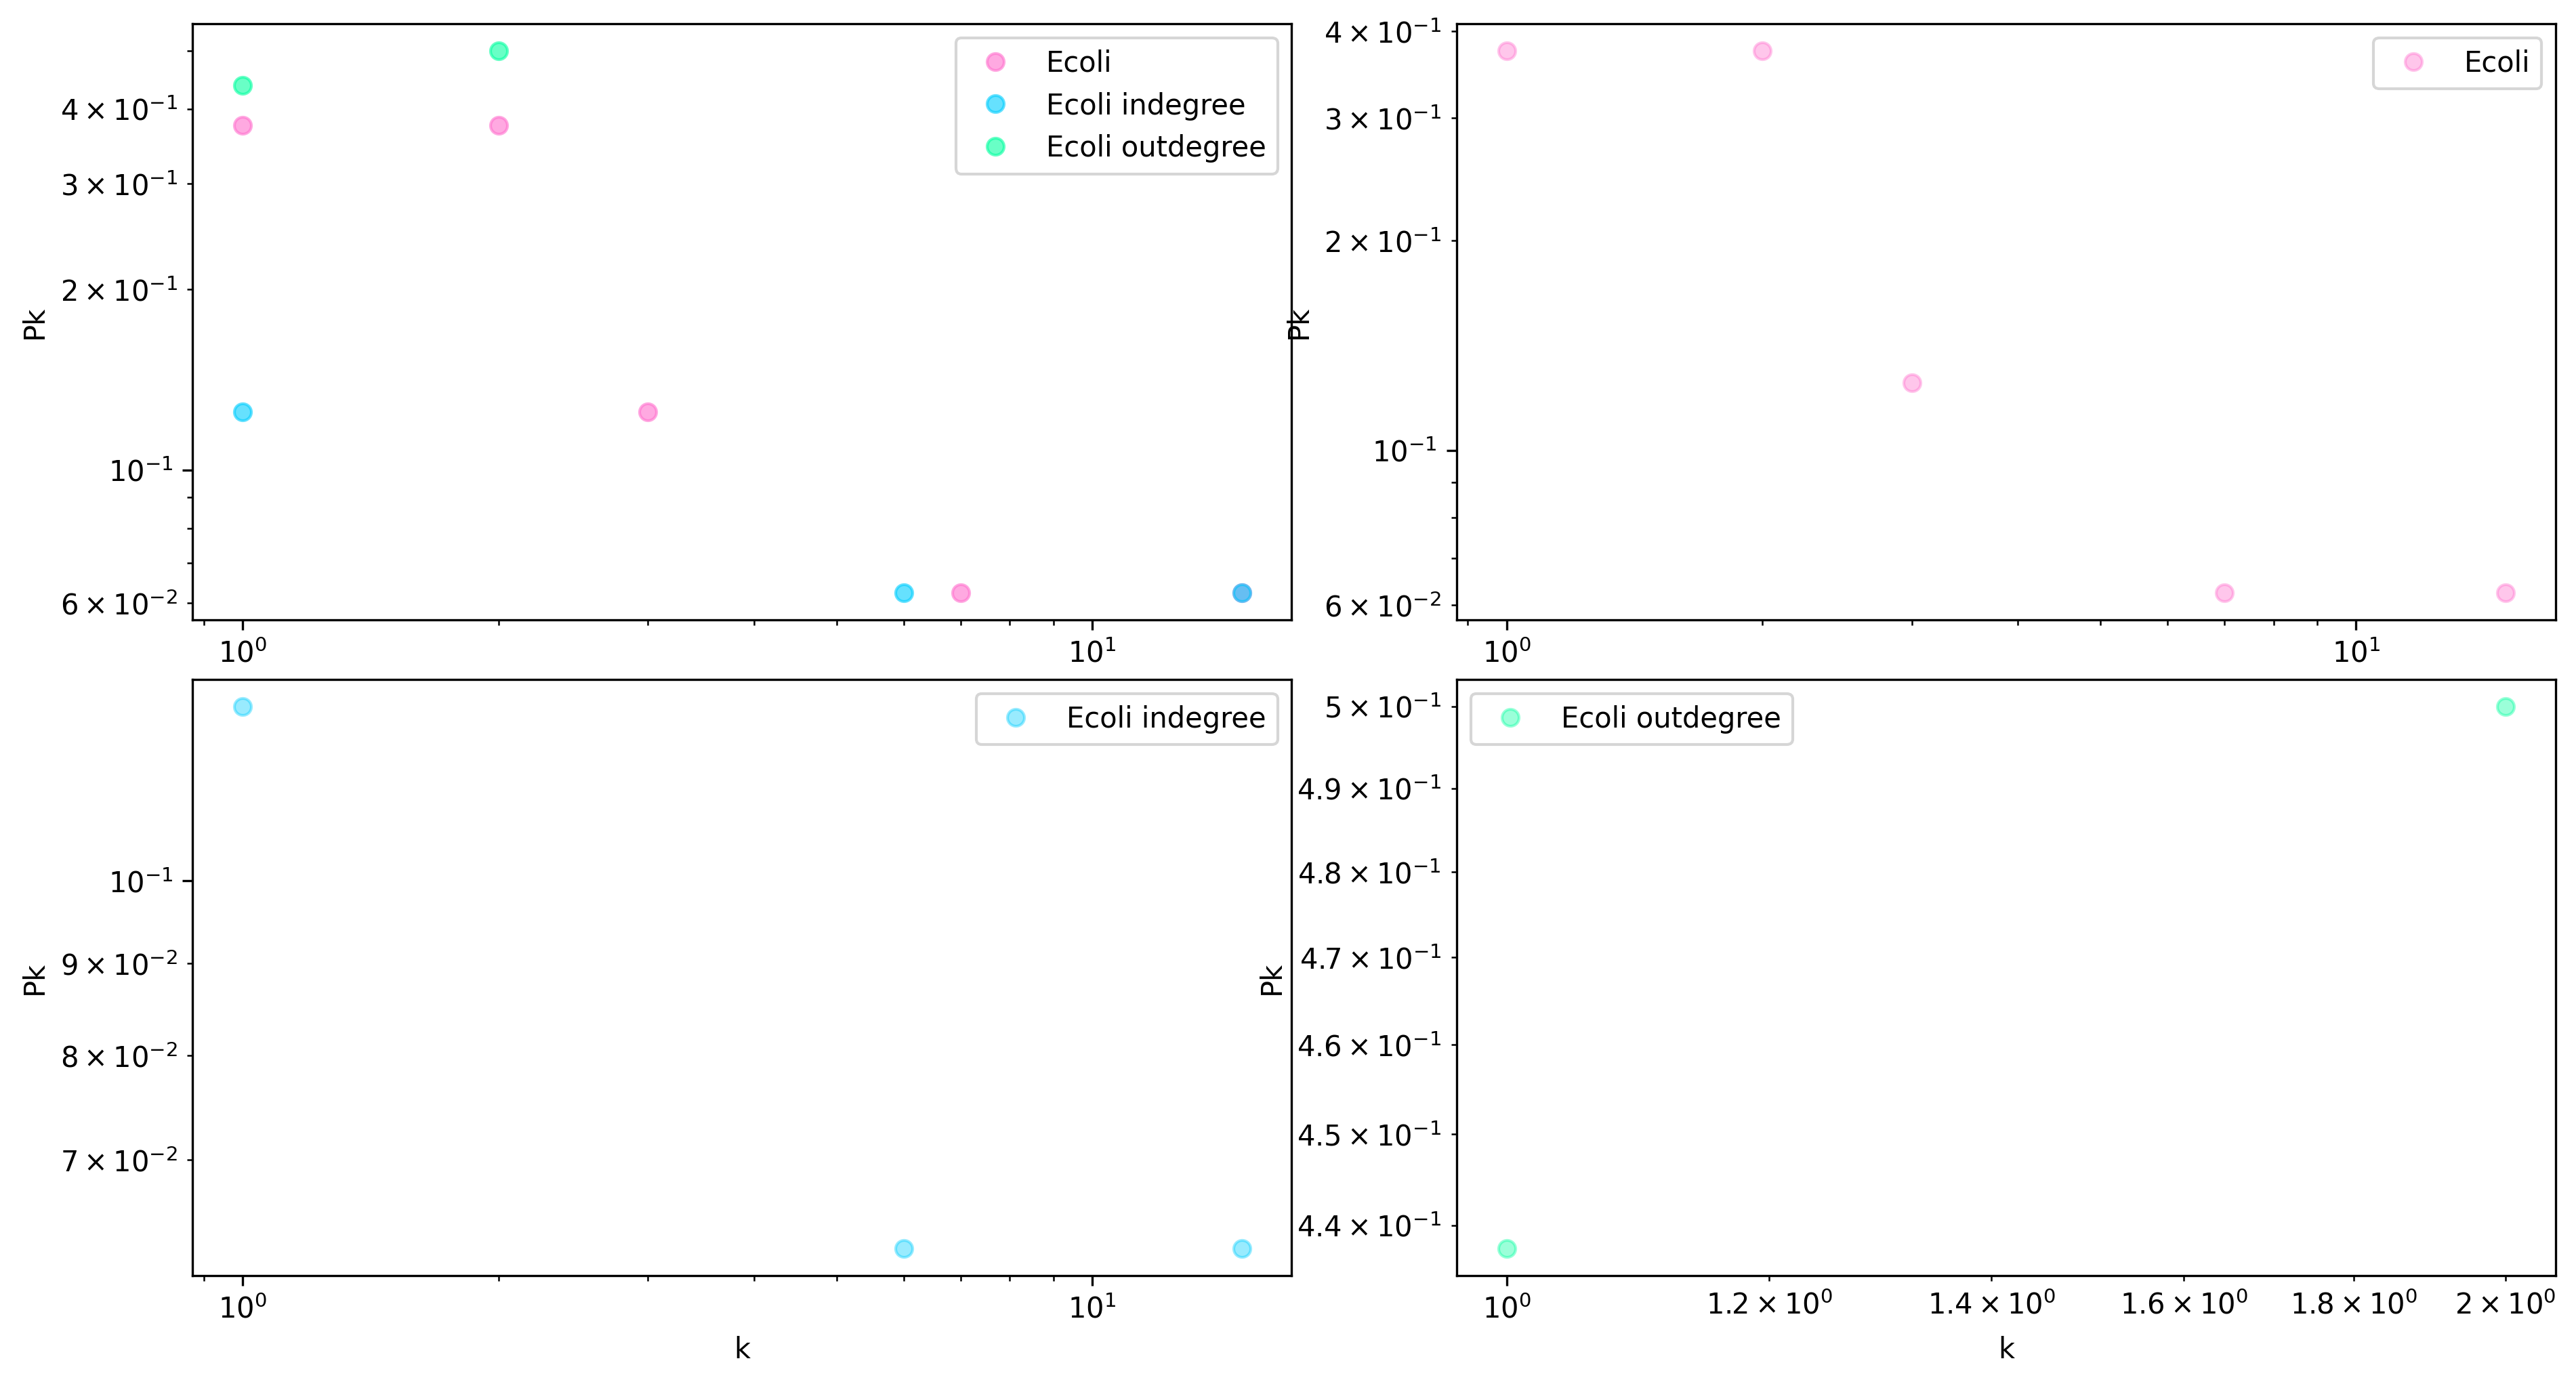 Pk
4 × 10⁻¹
3 × 10⁻¹
2 × 10⁻¹
10⁻¹
6 × 10⁻²
10⁰
10¹
Ecoli
Ecoli indegree
Ecoli outdegree
Pk
4 × 10⁻¹
3 × 10⁻¹
2 × 10⁻¹
10⁻¹
6 × 10⁻²
10⁰
10¹
Ecoli
Pk
10⁻¹
9 × 10⁻²
8 × 10⁻²
7 × 10⁻²
10⁰
10¹
k
Ecoli indegree
Pk
5 × 10⁻¹
4.9 × 10⁻¹
4.8 × 10⁻¹
4.7 × 10⁻¹
4.6 × 10⁻¹
4.5 × 10⁻¹
4.4 × 10⁻¹
10⁰
1.2 × 10⁰
1.4 × 10⁰
1.6 × 10⁰
1.8 × 10⁰
2 × 10⁰
k
Ecoli outdegree